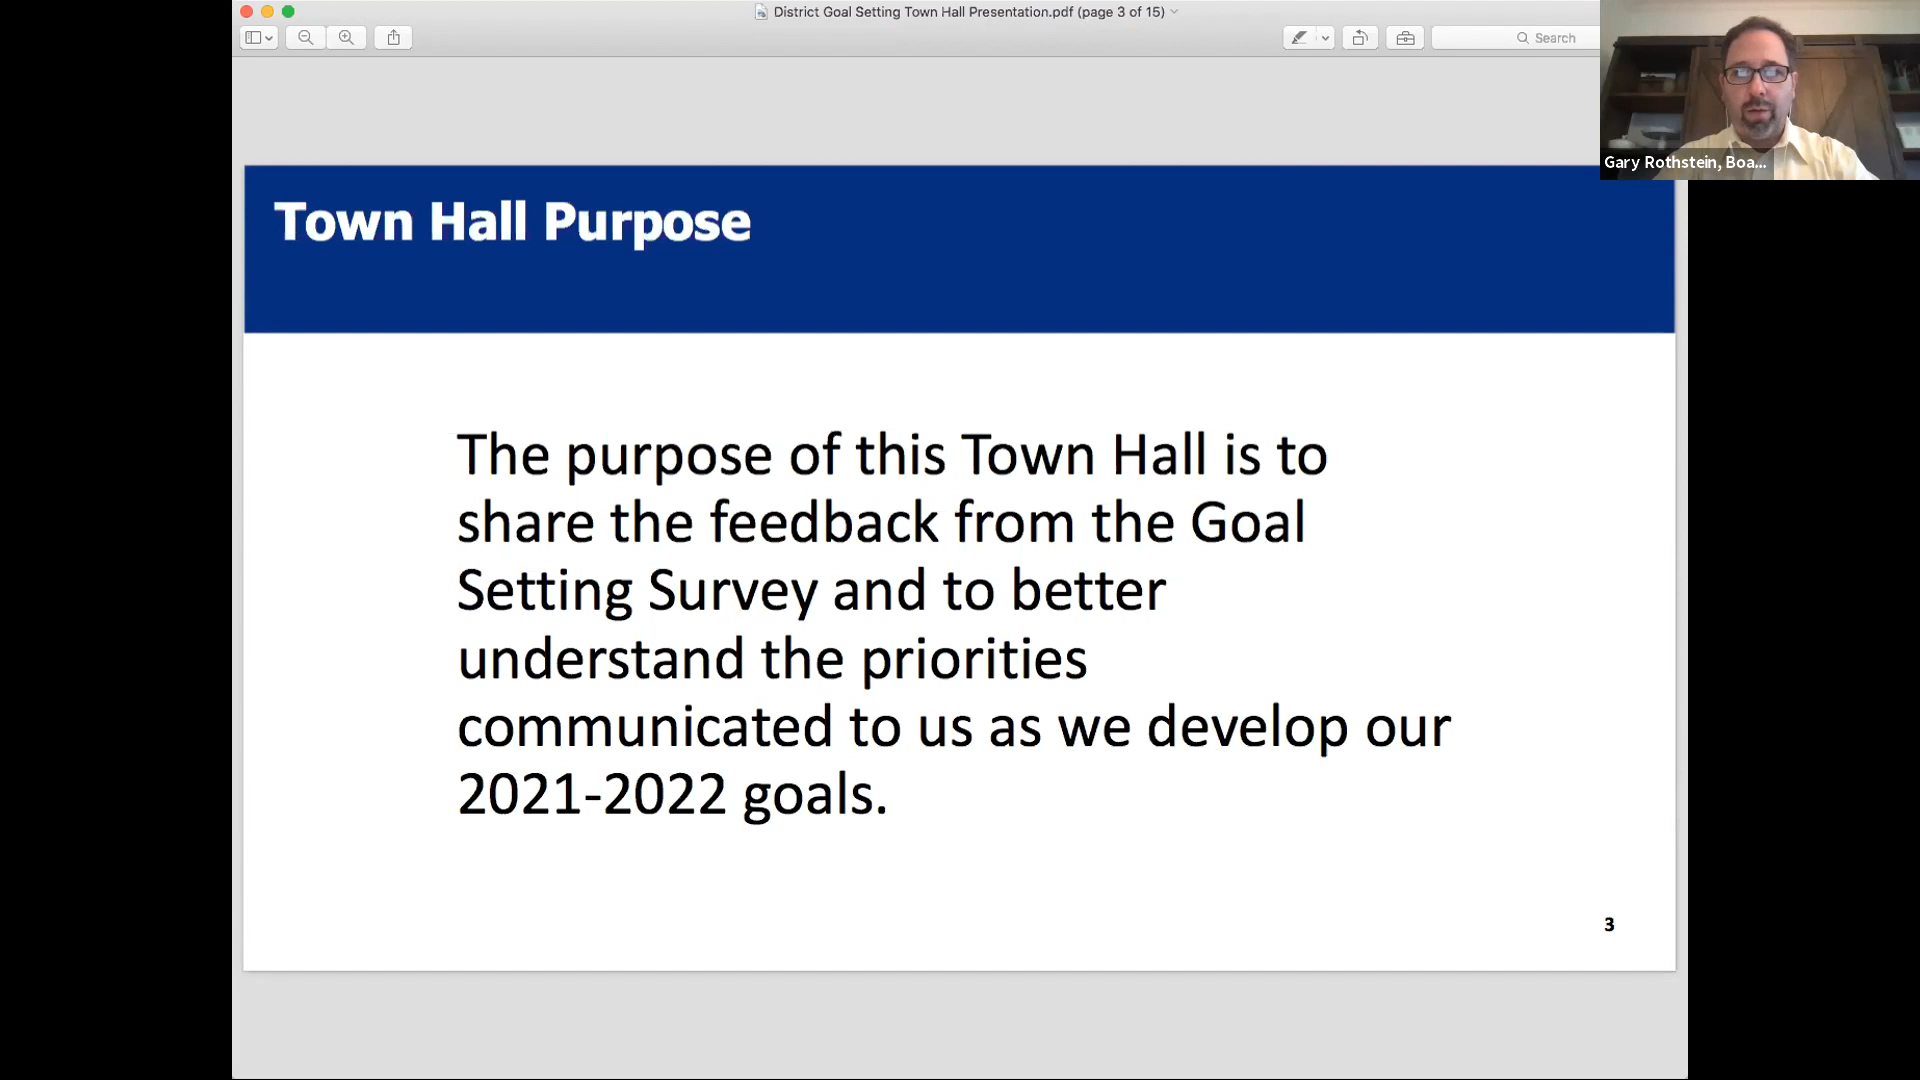 District Goal Setting Town Hall Presentation.pdf (page 3 of 15)
Search
Gary Rothstein, Boa...
Town Hall Purpose
The purpose of this Town Hall is to
share the feedback from the Goal
Setting Survey and to better
understand the priorities
communicated to us as we develop our
2021-2022 goals.
3